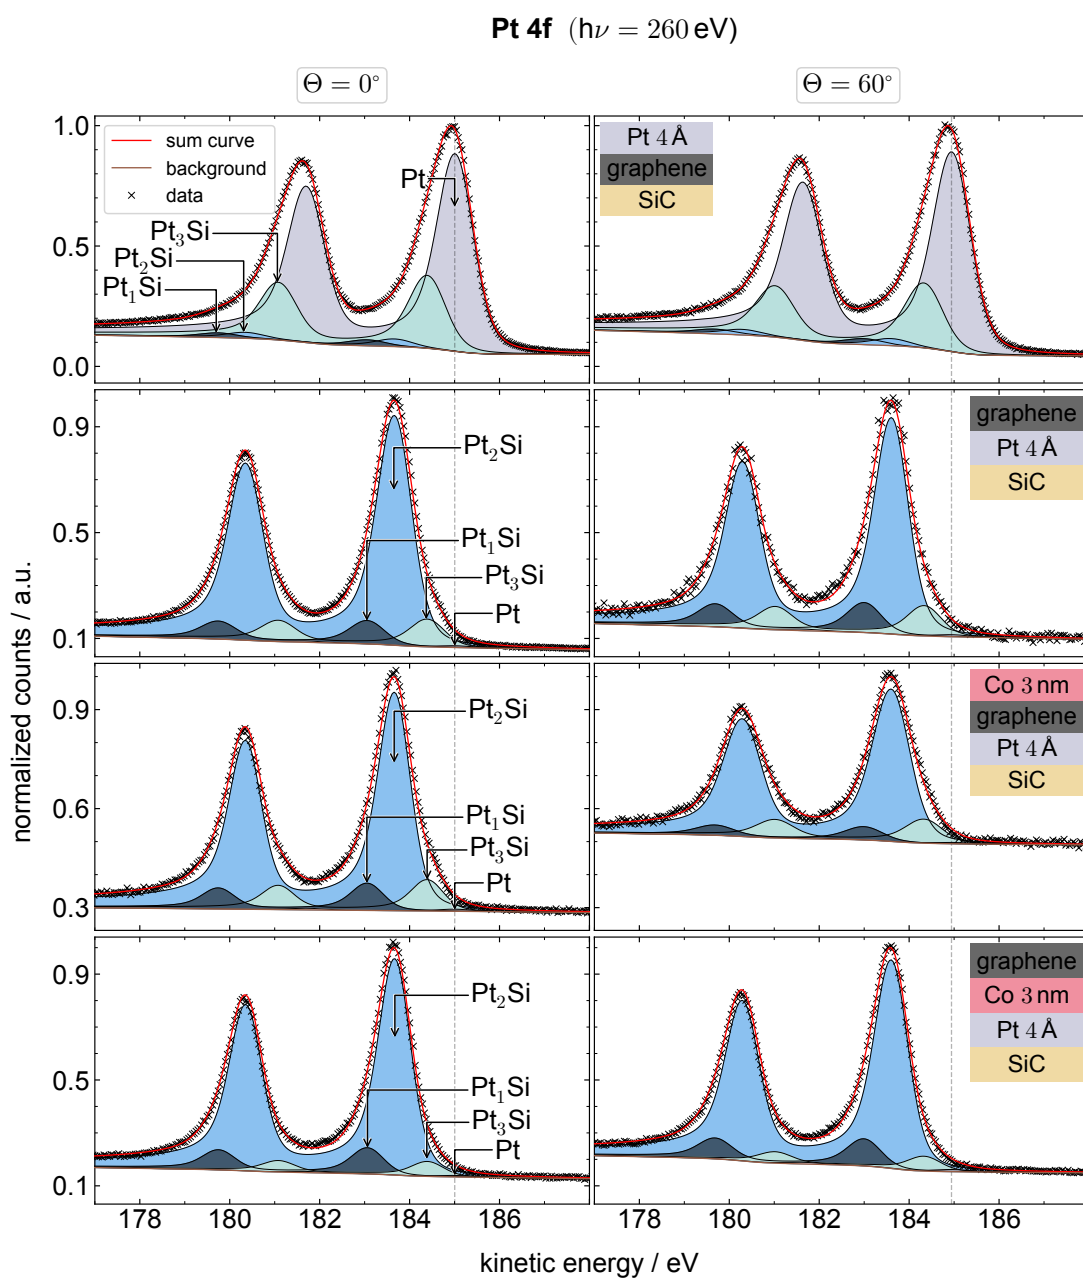 Pt 4f (hν = 260 eV)
Θ = 0°
Θ = 60°
1.0
0.5
0.0
sum curve
background
data
Pt
Pt₃Si
Pt₂Si
Pt₁Si
Pt 4 Å
graphene
SiC
0.9
0.5
0.1
Pt₂Si
Pt₁Si
Pt₃Si
Pt
graphene
Pt 4 Å
SiC
0.9
0.6
0.3
Pt₂Si
Pt₁Si
Pt₃Si
Pt
Co 3 nm
graphene
Pt 4 Å
SiC
0.9
0.5
0.1
Pt₂Si
Pt₁Si
Pt₃Si
Pt
graphene
Co 3 nm
Pt 4 Å
SiC
178 180 182 184 186
178 180 182 184 186
normalized counts / a.u.
kinetic energy / eV